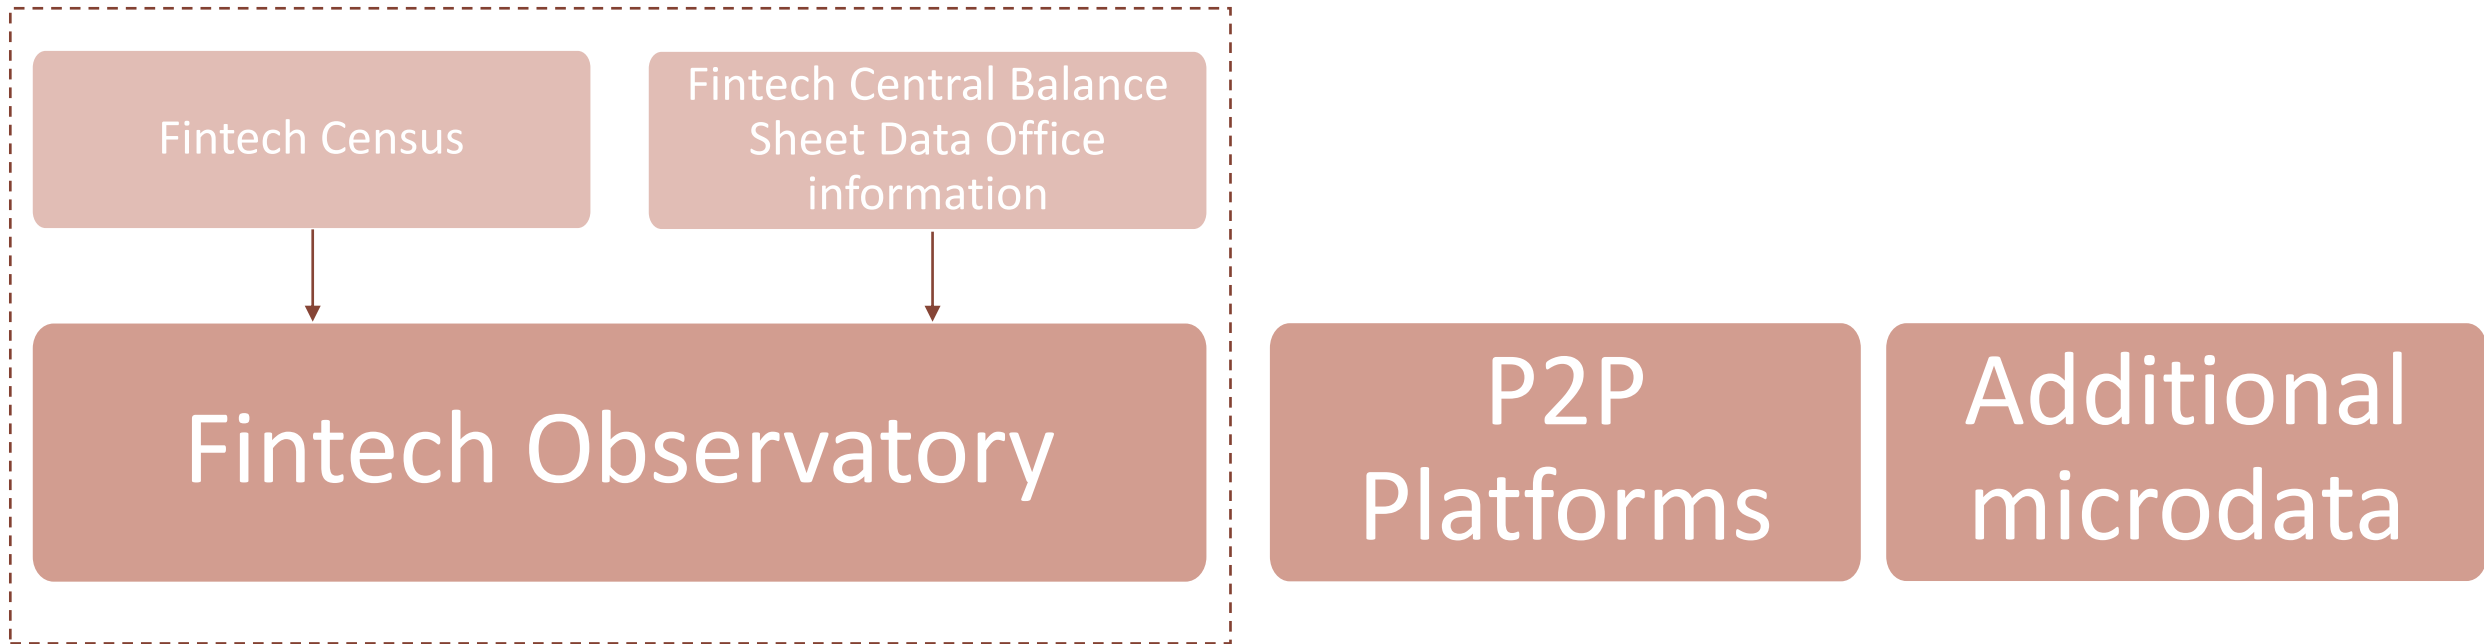 Fintech Census
Fintech Central Balance
Sheet Data Office
information
Fintech Observatory
P2P
Platforms
Additional
microdata